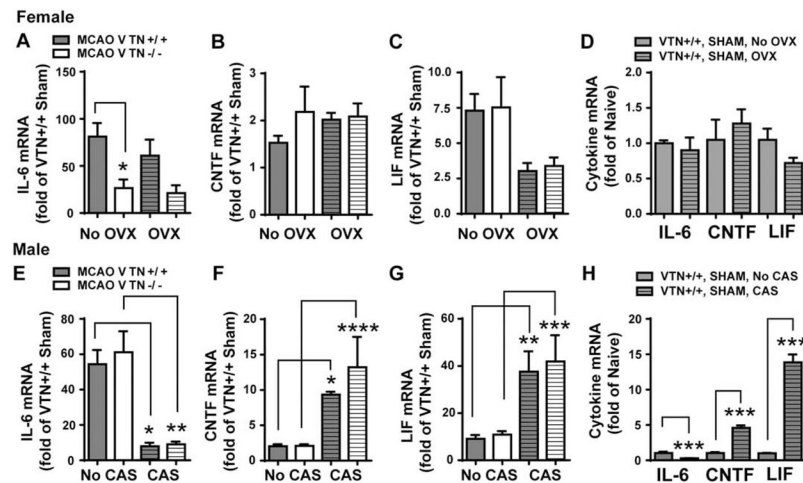 Female
A
MCAO V TN +/+
MCAO V TN -/-
IL-6 mRNA
(fold of VTN+/+ Sham)
100
75
50
25
0
*
No OVX
OVX
B
CNTF mRNA
(fold of VTN+/+ Sham)
4
3
2
1
0
No OVX
OVX
C
LIF mRNA
(fold of VTN+/+ Sham)
10.0
7.5
5.0
2.5
0.0
No OVX
OVX
D
VTN+/+, SHAM, No OVX
VTN+/+, SHAM, OVX
Cytokine mRNA
(fold of Naive)
2.0
1.5
1.0
0.5
0.0
IL-6 CNTF LIF
Male
E
MCAO V TN +/+
MCAO V TN -/-
IL-6 mRNA
(fold of VTN+/+ Sham)
80
60
40
20
0
*
**
No CAS
CAS
F
CNTF mRNA
(fold of VTN+/+ Sham)
20
15
10
5
0
*
****
No CAS
CAS
G
LIF mRNA
(fold of VTN+/+ Sham)
60
40
20
0
**
***
No CAS
CAS
H
VTN+/+, SHAM, No CAS
VTN+/+, SHAM, CAS
Cytokine mRNA
(fold of Naive)
20
15
10
5
0
***
***
***
IL-6 CNTF LIF